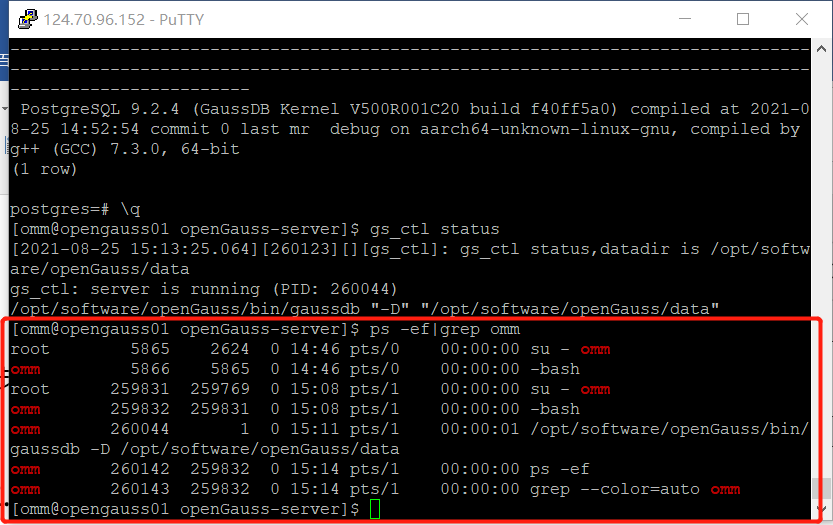 124.70.96.152 - PuTTY
--------------------------------------------------------------------------------
--------------------------------------------------------------------------------
------------------------
PostgreSQL 9.2.4 (GaussDB Kernel V500R001C20 build f40ff5a0) compiled at 2021-0
8-25 14:52:54 commit 0 last mr  debug on aarch64-unknown-linux-gnu, compiled by
g++ (GCC) 7.3.0, 64-bit
(1 row)
postgres=# \q
[omm@opengauss01 openGauss-server]$ gs_ctl status
[2021-08-25 15:13:25.064][260123][][gs_ctl]: gs_ctl status,datadir is /opt/softw
are/openGauss/data
gs_ctl: server is running (PID: 260044)
/opt/software/openGauss/bin/gaussdb "-D" "/opt/software/openGauss/data"
[omm@opengauss01 openGauss-server]$ ps -ef|grep omm
root        5865    2624  0 14:46 pts/0    00:00:00 su - omm
omm         5866    5865  0 14:46 pts/0    00:00:00 -bash
root      259831  259769  0 15:08 pts/1    00:00:00 su - omm
omm       259832  259831  0 15:08 pts/1    00:00:00 -bash
omm       260044       1  0 15:11 pts/1    00:00:01 /opt/software/openGauss/bin/
gaussdb -D /opt/software/openGauss/data
omm       260142  259832  0 15:14 pts/1    00:00:00 ps -ef
omm       260143  259832  0 15:14 pts/1    00:00:00 grep --color=auto omm
[omm@opengauss01 openGauss-server]$